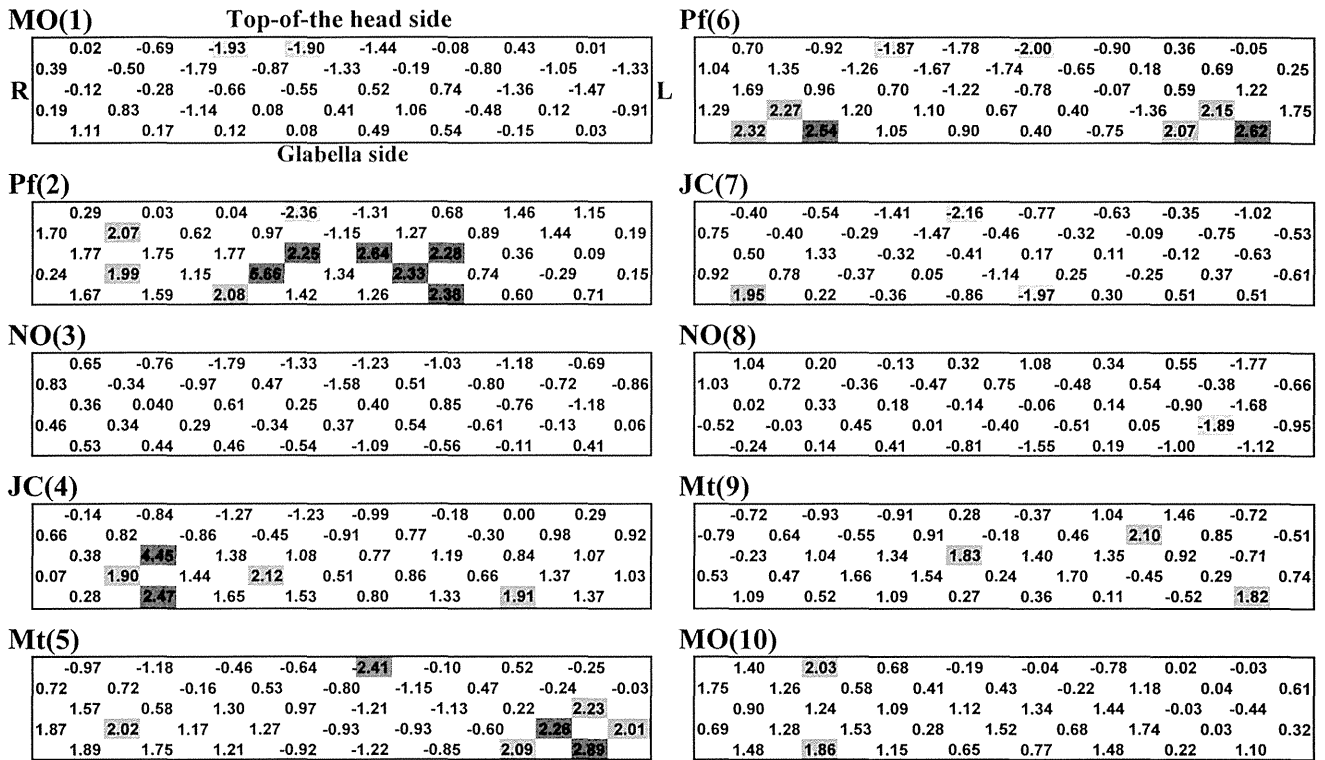 MO(1)
Top-of-the head side
0.02 -0.69 -1.93 -1.90 -1.44 -0.08 0.43 0.01
0.39 -0.50 -1.79 -0.87 -1.33 -0.19 -0.80 -1.05 -1.33
R -0.12 -0.28 -0.66 -0.55 0.52 0.74 -1.36 -1.47 L
0.19 0.83 -1.14 0.08 0.41 1.06 -0.48 0.12 -0.91
1.11 0.17 0.12 0.08 0.49 0.54 -0.15 0.03
Glabella side
Pf(2)
0.29 0.03 0.04 -2.36 -1.31 0.68 1.46 1.15
1.70 2.07 0.62 0.97 -1.15 1.27 0.89 1.44 0.19
1.77 1.75 1.77 2.25 2.64 2.28 0.36 0.09
0.24 1.99 1.15 5.66 1.34 2.33 0.74 -0.29 0.15
1.67 1.59 2.08 1.42 1.26 2.38 0.60 0.71
NO(3)
0.65 -0.76 -1.79 -1.33 -1.23 -1.03 -1.18 -0.69
0.83 -0.34 -0.97 0.47 -1.58 0.51 -0.80 -0.72 -0.86
0.36 0.040 0.61 0.25 0.40 0.85 -0.76 -1.18
0.46 0.34 0.29 -0.34 0.37 0.54 -0.61 -0.13 0.06
0.53 0.44 0.46 -0.54 -1.09 -0.56 -0.11 0.41
JC(4)
-0.14 -0.84 -1.27 -1.23 -0.99 -0.18 0.00 0.29
0.66 0.82 -0.86 -0.45 -0.91 0.77 -0.30 0.98 0.92
0.38 4.45 1.38 1.08 0.77 1.19 0.84 1.07
0.07 1.90 1.44 2.12 0.51 0.86 0.66 1.37 1.03
0.28 2.47 1.65 1.53 0.80 1.33 1.91 1.37
Mt(5)
-0.97 -1.18 -0.46 -0.64 -2.41 -0.10 0.52 -0.25
0.72 0.72 -0.16 0.53 -0.80 -1.15 0.47 -0.24 -0.03
1.57 0.58 1.30 0.97 -1.21 -1.13 0.22 2.23
1.87 2.02 1.17 1.27 -0.93 -0.93 -0.60 2.26 2.01
1.89 1.75 1.21 -0.92 -1.22 -0.85 2.09 2.89
Pf(6)
0.70 -0.92 -1.87 -1.78 -2.00 -0.90 0.36 -0.05
1.04 1.35 -1.26 -1.67 -1.74 -0.65 0.18 0.69 0.25
1.69 0.96 0.70 -1.22 -0.78 -0.07 0.59 1.22
1.29 2.27 1.20 1.10 0.67 0.40 -1.36 2.15 1.75
2.32 2.54 1.05 0.90 0.40 -0.75 2.07 2.62
JC(7)
-0.40 -0.54 -1.41 -2.16 -0.77 -0.63 -0.35 -1.02
0.75 -0.40 -0.29 -1.47 -0.46 -0.32 -0.09 -0.75 -0.53
0.50 1.33 -0.32 -0.41 0.17 0.11 -0.12 -0.63
0.92 0.78 -0.37 0.05 -1.14 0.25 -0.25 0.37 -0.61
1.95 0.22 -0.36 -0.86 -1.97 0.30 0.51 0.51
NO(8)
1.04 0.20 -0.13 0.32 1.08 0.34 0.55 -1.77
1.03 0.72 -0.36 -0.47 0.75 -0.48 0.54 -0.38 -0.66
0.02 0.33 0.18 -0.14 -0.06 0.14 -0.90 -1.68
-0.52 -0.03 0.45 0.01 -0.40 -0.51 0.05 -1.89 -0.95
-0.24 0.14 0.41 -0.81 -1.55 0.19 -1.00 -1.12
Mt(9)
-0.72 -0.93 -0.91 0.28 -0.37 1.04 1.46 -0.72
-0.79 0.64 -0.55 0.91 -0.18 0.46 2.10 0.85 -0.51
-0.23 1.04 1.34 1.83 1.40 1.35 0.92 -0.71
0.53 0.47 1.66 1.54 0.24 1.70 -0.45 0.29 0.74
1.09 0.52 1.09 0.27 0.36 0.11 -0.52 1.82
MO(10)
1.40 2.03 0.68 -0.19 -0.04 -0.78 0.02 -0.03
1.75 1.26 0.58 0.41 0.43 -0.22 1.18 0.04 0.61
0.90 1.24 1.09 1.12 1.34 1.44 -0.03 -0.44
0.69 1.28 1.53 0.28 1.52 0.68 1.74 0.03 0.32
1.48 1.86 1.15 0.65 0.77 1.48 0.22 1.10